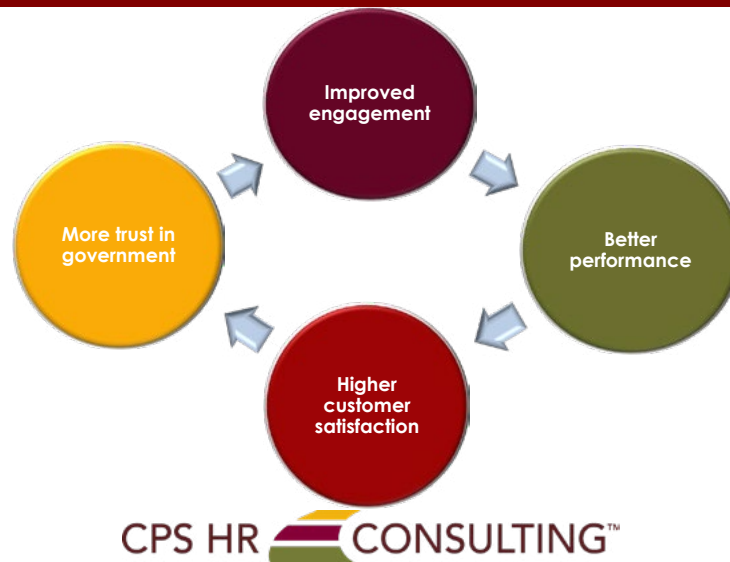 Improved
engagement
More trust in
government
Better
performance
Higher
customer
satisfaction
CPS HR CONSULTING™